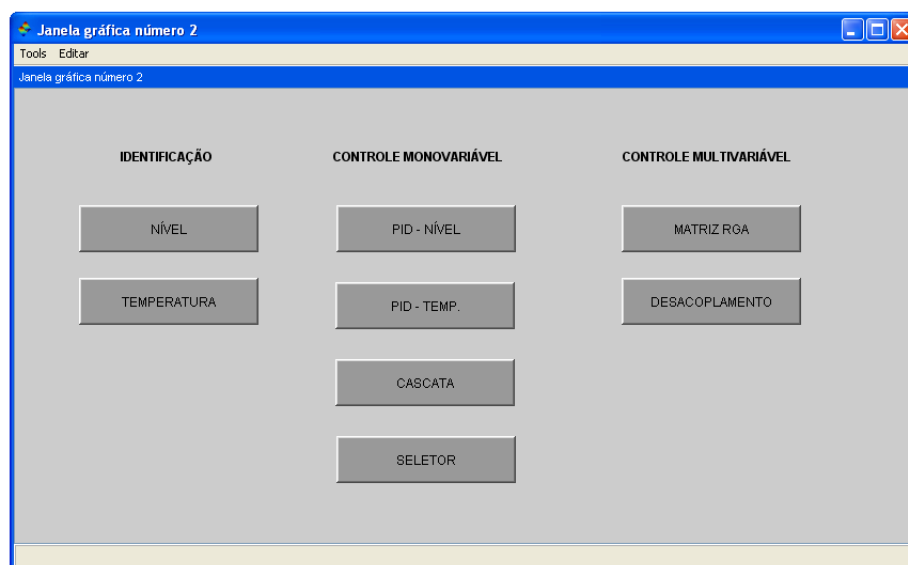 Janela gráfica número 2
Tools Editar
Janela gráfica número 2
IDENTIFICAÇÃO CONTROLE MONOVARIÁVEL CONTROLE MULTIVARIÁVEL
NÍVEL PID - NÍVEL MATRIZ RGA
TEMPERATURA PID - TEMP. DESACOPLAMENTO
CASCATA
SELETOR